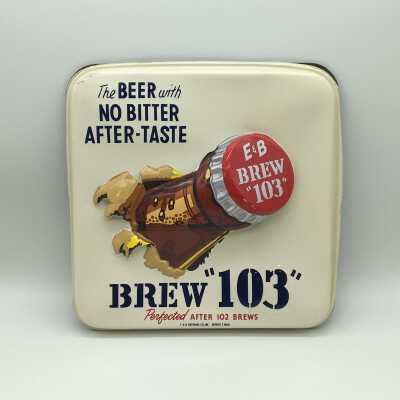 The BEER with
NO BITTER
AFTER-TASTE
E&B
BREW
"103"
BREW "103"
Perfected AFTER 102 BREWS